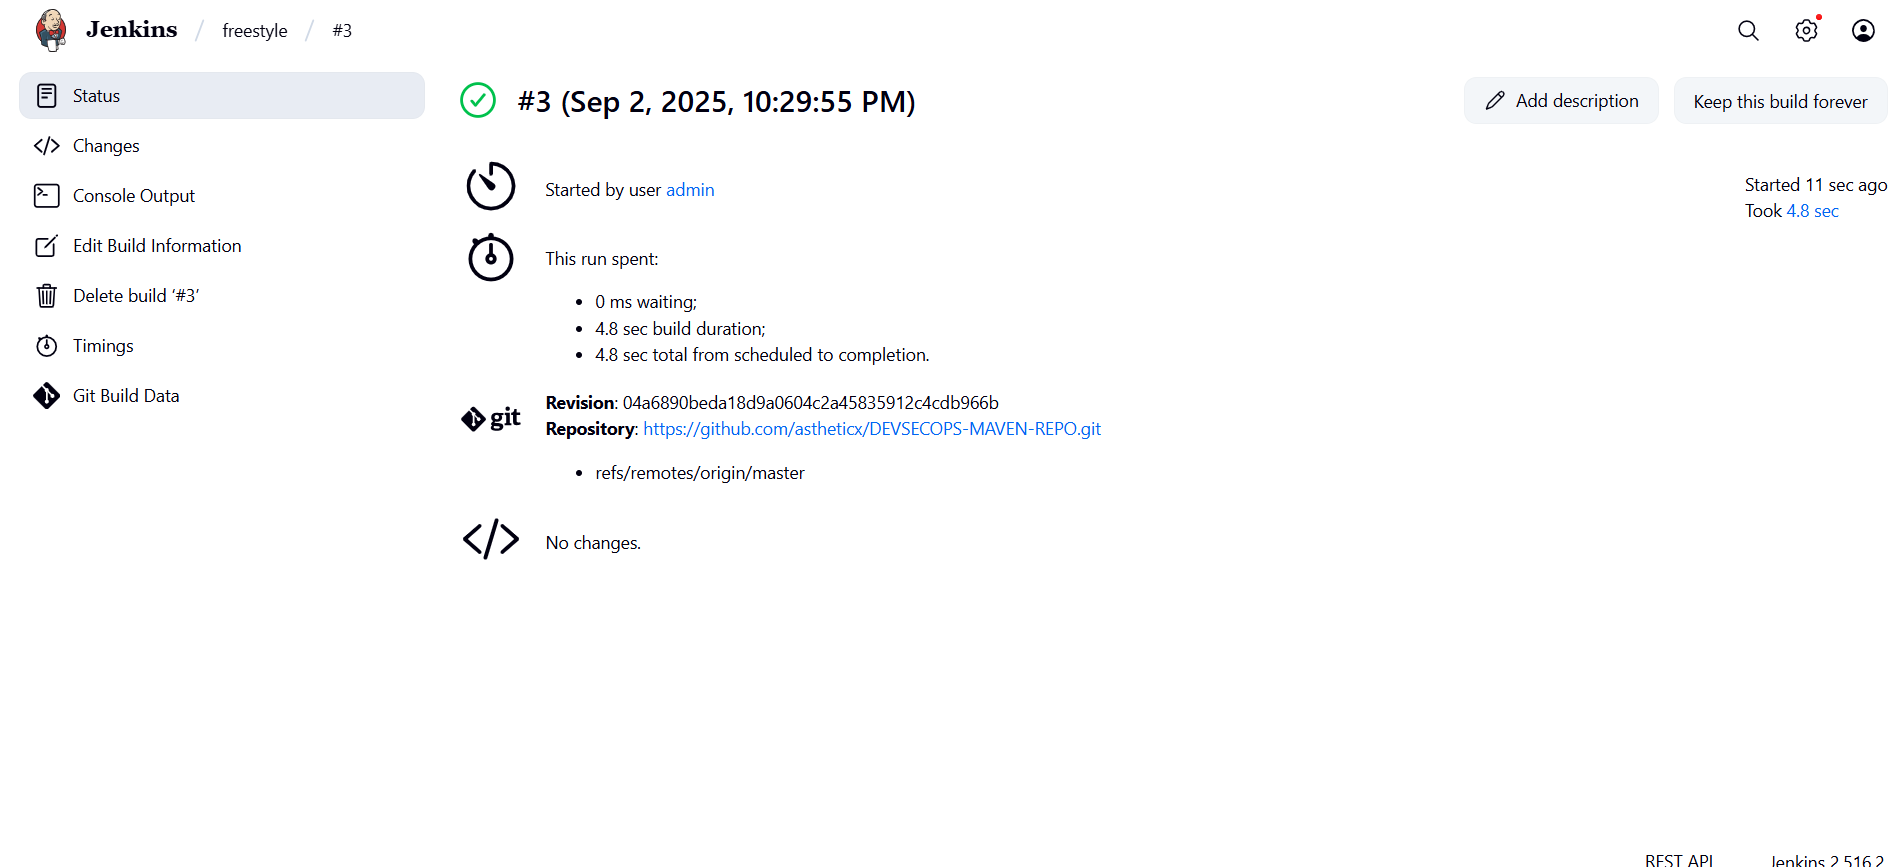 Jenkins / freestyle / #3
Status
Changes
Console Output
Edit Build Information
Delete build ‘#3’
Timings
Git Build Data
#3 (Sep 2, 2025, 10:29:55 PM)
Add description
Keep this build forever
Started by user admin
Started 11 sec ago
Took 4.8 sec
This run spent:
• 0 ms waiting;
• 4.8 sec build duration;
• 4.8 sec total from scheduled to completion.
git
Revision: 04a6890beda18d9a0604c2a45835912c4cdb966b
Repository: https://github.com/astheticx/DEVSECOPS-MAVEN-REPO.git
• refs/remotes/origin/master
No changes.
REST API
Jenkins 2.516.2